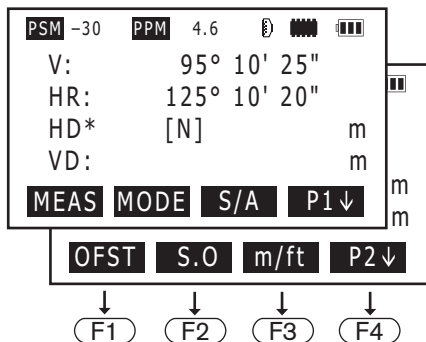 PSM -30 PPM 4.6
V: 95° 10' 25"
HR: 125° 10' 20"
HD* [N] m
VD: m
MEAS MODE S/A P1↓
m
m
OFST S.O m/ft P2↓
F1 F2 F3 F4